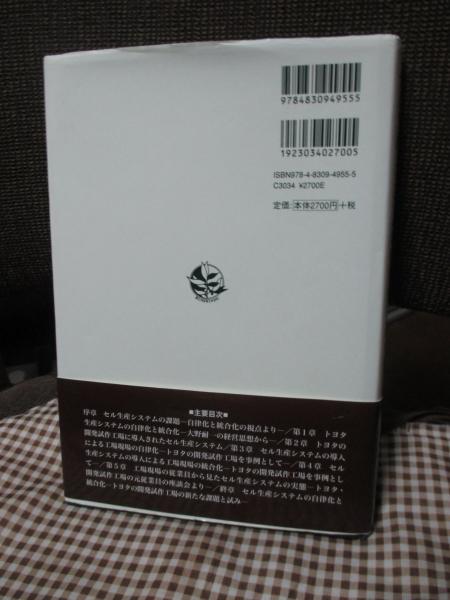 9784830949555
1923034027005
ISBN978-4-8309-4955-5
C3034 ¥2700E
定価:本体2700円+税
■主要目次■
序章 セル生産システムの課題―自律化と統合化の視点より―／第1章 トヨタ
生産システムの自律化と統合化―大野耐一の経営思想から―／第2章 トヨタの
開発試作工場に導入されたセル生産システム／第3章 セル生産システムの導入
による工場現場の自律化―トヨタの開発試作工場を事例として―／第4章 セル
生産システムの導入による工場現場の統合化―トヨタの開発試作工場を事例とし
て―／第5章 工場現場の従業員から見たセル生産システムの実態―トヨタ・
開発試作工場の元従業員の座談会より―／終章 セル生産システムの自律化と
統合化―トヨタの開発試作工場の新たな課題と試み―